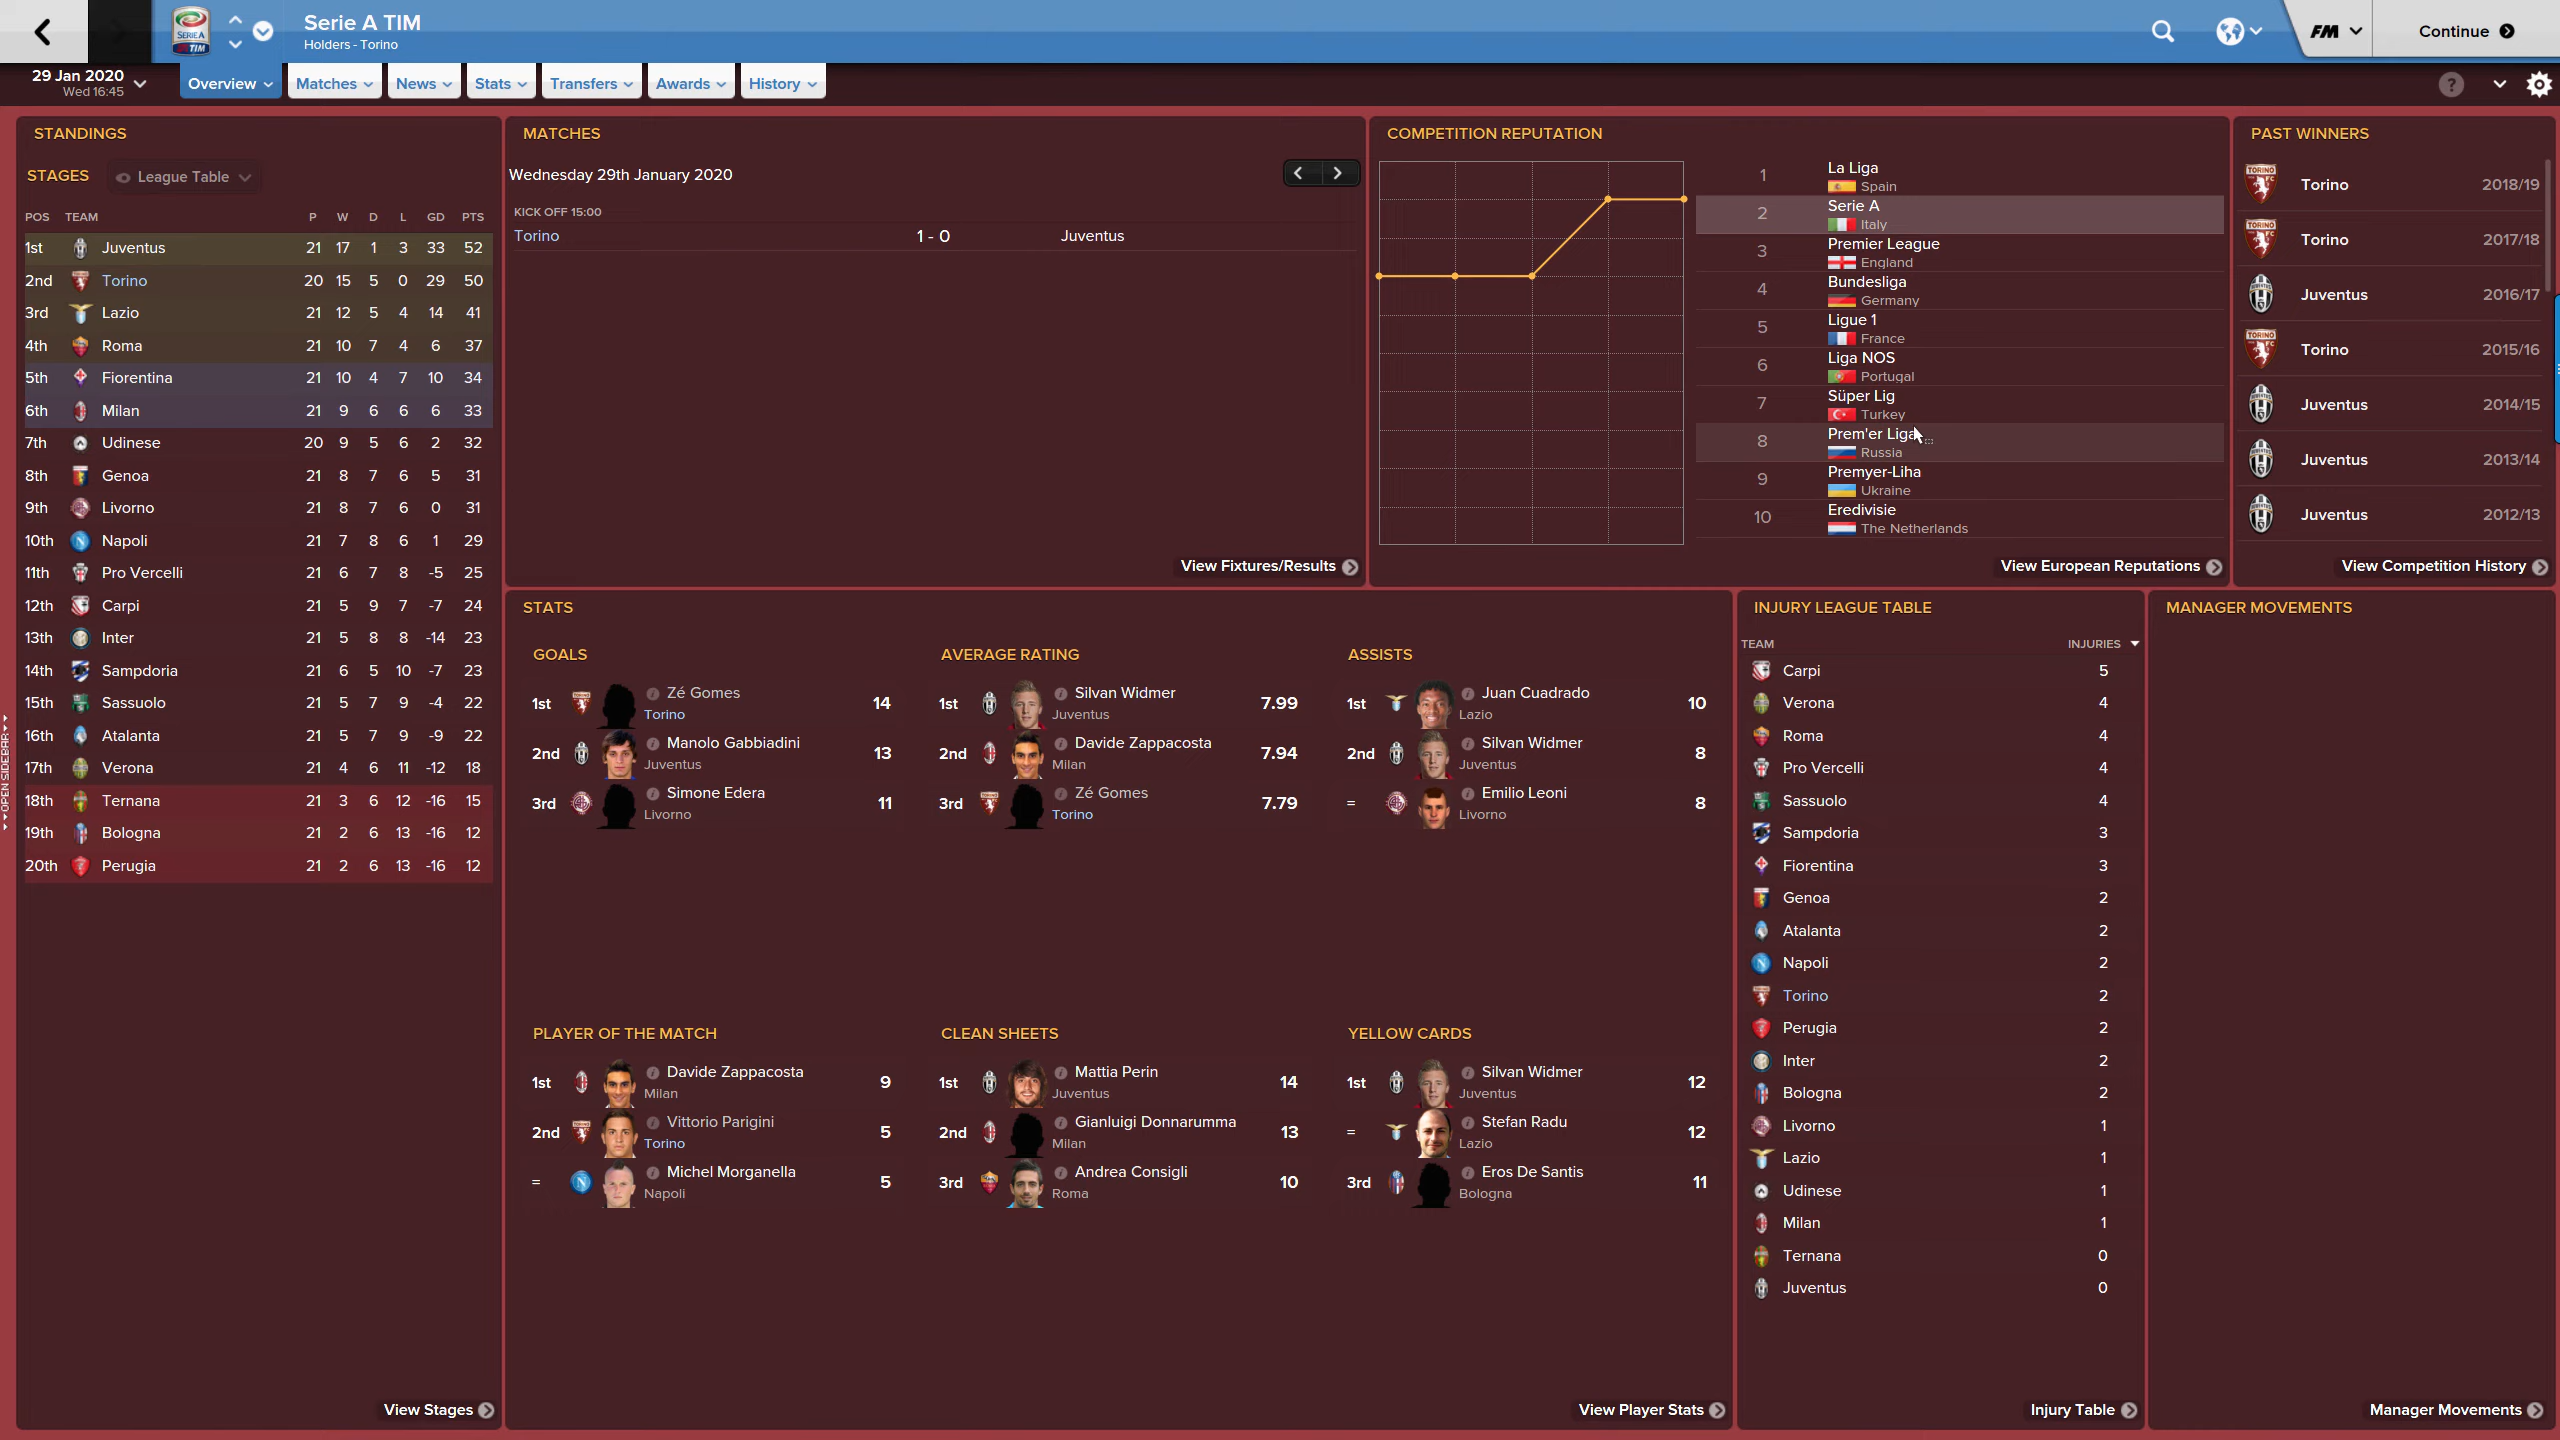 Serie A TIM
Holders - Torino
FM
Continue
29 Jan 2020
Wed 16:45
Overview
Matches
News
Stats
Transfers
Awards
History
STANDINGS
STAGES League Table
POS TEAM P W D L GD PTS
1st Juventus 21 17 1 3 33 52
2nd Torino 20 15 5 0 29 50
3rd Lazio 21 12 5 4 14 41
4th Roma 21 10 7 4 6 37
5th Fiorentina 21 10 4 7 10 34
6th Milan 21 9 6 6 6 33
7th Udinese 20 9 5 6 2 32
8th Genoa 21 8 7 6 5 31
9th Livorno 21 8 7 6 0 31
10th Napoli 21 7 8 6 1 29
11th Pro Vercelli 21 6 7 8 -5 25
12th Carpi 21 5 9 7 -7 24
13th Inter 21 5 8 8 -14 23
14th Sampdoria 21 6 5 10 -7 23
15th Sassuolo 21 5 7 9 -4 22
16th Atalanta 21 5 7 9 -9 22
17th Verona 21 4 6 11 -12 18
18th Ternana 21 3 6 12 -16 15
19th Bologna 21 2 6 13 -16 12
20th Perugia 21 2 6 13 -16 12
View Stages
OPEN SIDEBAR
MATCHES
Wednesday 29th January 2020
KICK OFF 15:00
Torino 1 - 0 Juventus
View Fixtures/Results
COMPETITION REPUTATION
1 La Liga
Spain
2 Serie A
Italy
3 Premier League
England
4 Bundesliga
Germany
5 Ligue 1
France
6 Liga NOS
Portugal
7 Süper Lig
Turkey
8 Prem'er Liga
Russia
9 Premyer-Liha
Ukraine
10 Eredivisie
The Netherlands
View European Reputations
PAST WINNERS
Torino 2018/19
Torino 2017/18
Juventus 2016/17
Torino 2015/16
Juventus 2014/15
Juventus 2013/14
Juventus 2012/13
View Competition History
STATS
GOALS
1st Zé Gomes 14
Torino
2nd Manolo Gabbiadini 13
Juventus
3rd Simone Edera 11
Livorno
AVERAGE RATING
1st Silvan Widmer 7.99
Juventus
2nd Davide Zappacosta 7.94
Milan
3rd Zé Gomes 7.79
Torino
ASSISTS
1st Juan Cuadrado 10
Lazio
2nd Silvan Widmer 8
Juventus
= Emilio Leoni 8
Livorno
PLAYER OF THE MATCH
1st Davide Zappacosta 9
Milan
2nd Vittorio Parigini 5
Torino
= Michel Morganella 5
Napoli
CLEAN SHEETS
1st Mattia Perin 14
Juventus
2nd Gianluigi Donnarumma 13
Milan
3rd Andrea Consigli 10
Roma
YELLOW CARDS
1st Silvan Widmer 12
Juventus
= Stefan Radu 12
Lazio
3rd Eros De Santis 11
Bologna
View Player Stats
INJURY LEAGUE TABLE
TEAM INJURIES
Carpi 5
Verona 4
Roma 4
Pro Vercelli 4
Sassuolo 4
Sampdoria 3
Fiorentina 3
Genoa 2
Atalanta 2
Napoli 2
Torino 2
Perugia 2
Inter 2
Bologna 2
Livorno 1
Lazio 1
Udinese 1
Milan 1
Ternana 0
Juventus 0
Injury Table
MANAGER MOVEMENTS
Manager Movements